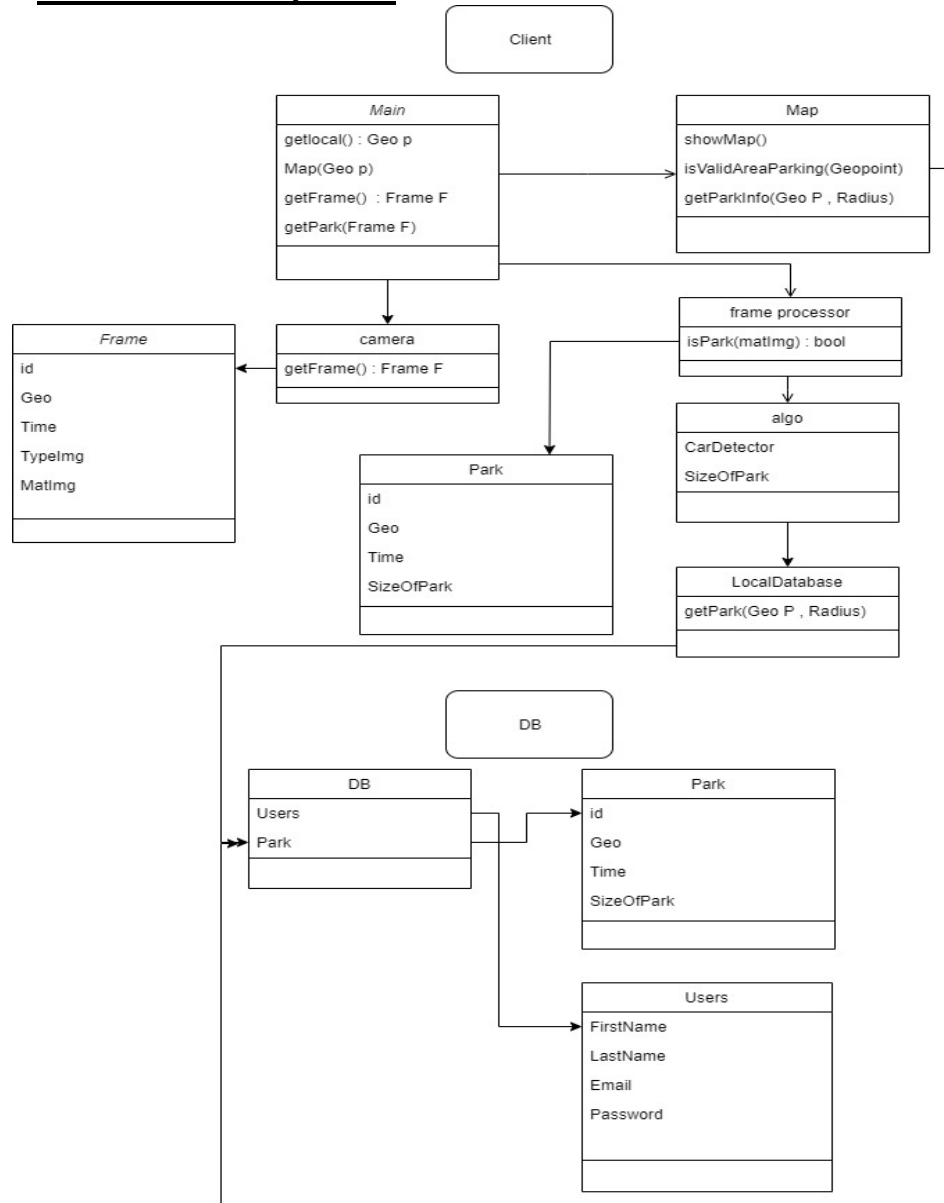 Client
Main
getlocal() : Geo p
Map(Geo p)
getFrame() : Frame F
getPark(Frame F)
Map
showMap()
isValidAreaParking(Geopoint)
getParkInfo(Geo P , Radius)
Frame
id
Geo
Time
TypeImg
MatImg
camera
getFrame() : Frame F
frame processor
isPark(matImg) : bool
algo
CarDetector
SizeOfPark
Park
id
Geo
Time
SizeOfPark
LocalDatabase
getPark(Geo P , Radius)
DB
DB
Users
Park
Park
id
Geo
Time
SizeOfPark
Users
FirstName
LastName
Email
Password